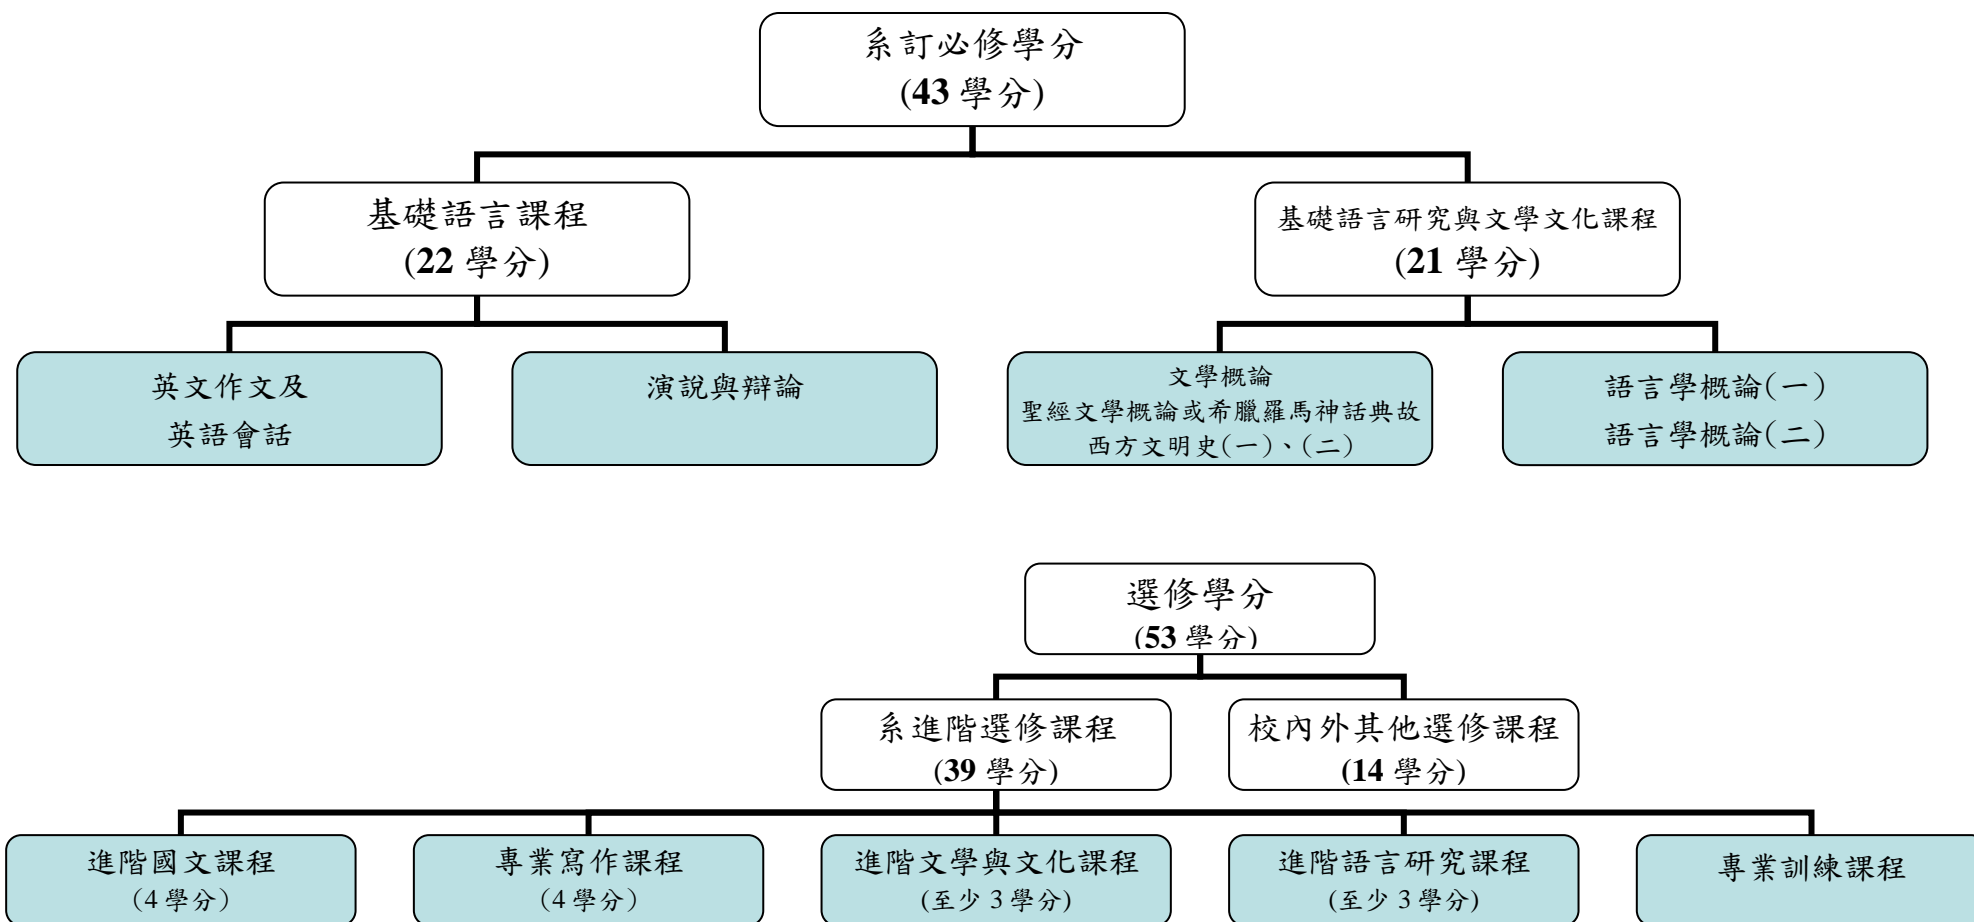 系訂必修學分
(43 學分)
基礎語言課程
(22 學分)
基礎語言研究與文學文化課程
(21 學分)
英文作文及
英語會話
演說與辯論
文學概論
聖經文學概論或希臘羅馬神話典故
西方文明史(一)、(二)
語言學概論(一)
語言學概論(二)
選修學分
(53 學分)
系進階選修課程
(39 學分)
校內外其他選修課程
(14 學分)
進階國文課程
(4 學分)
專業寫作課程
(4 學分)
進階文學與文化課程
(至少 3 學分)
進階語言研究課程
(至少 3 學分)
專業訓練課程